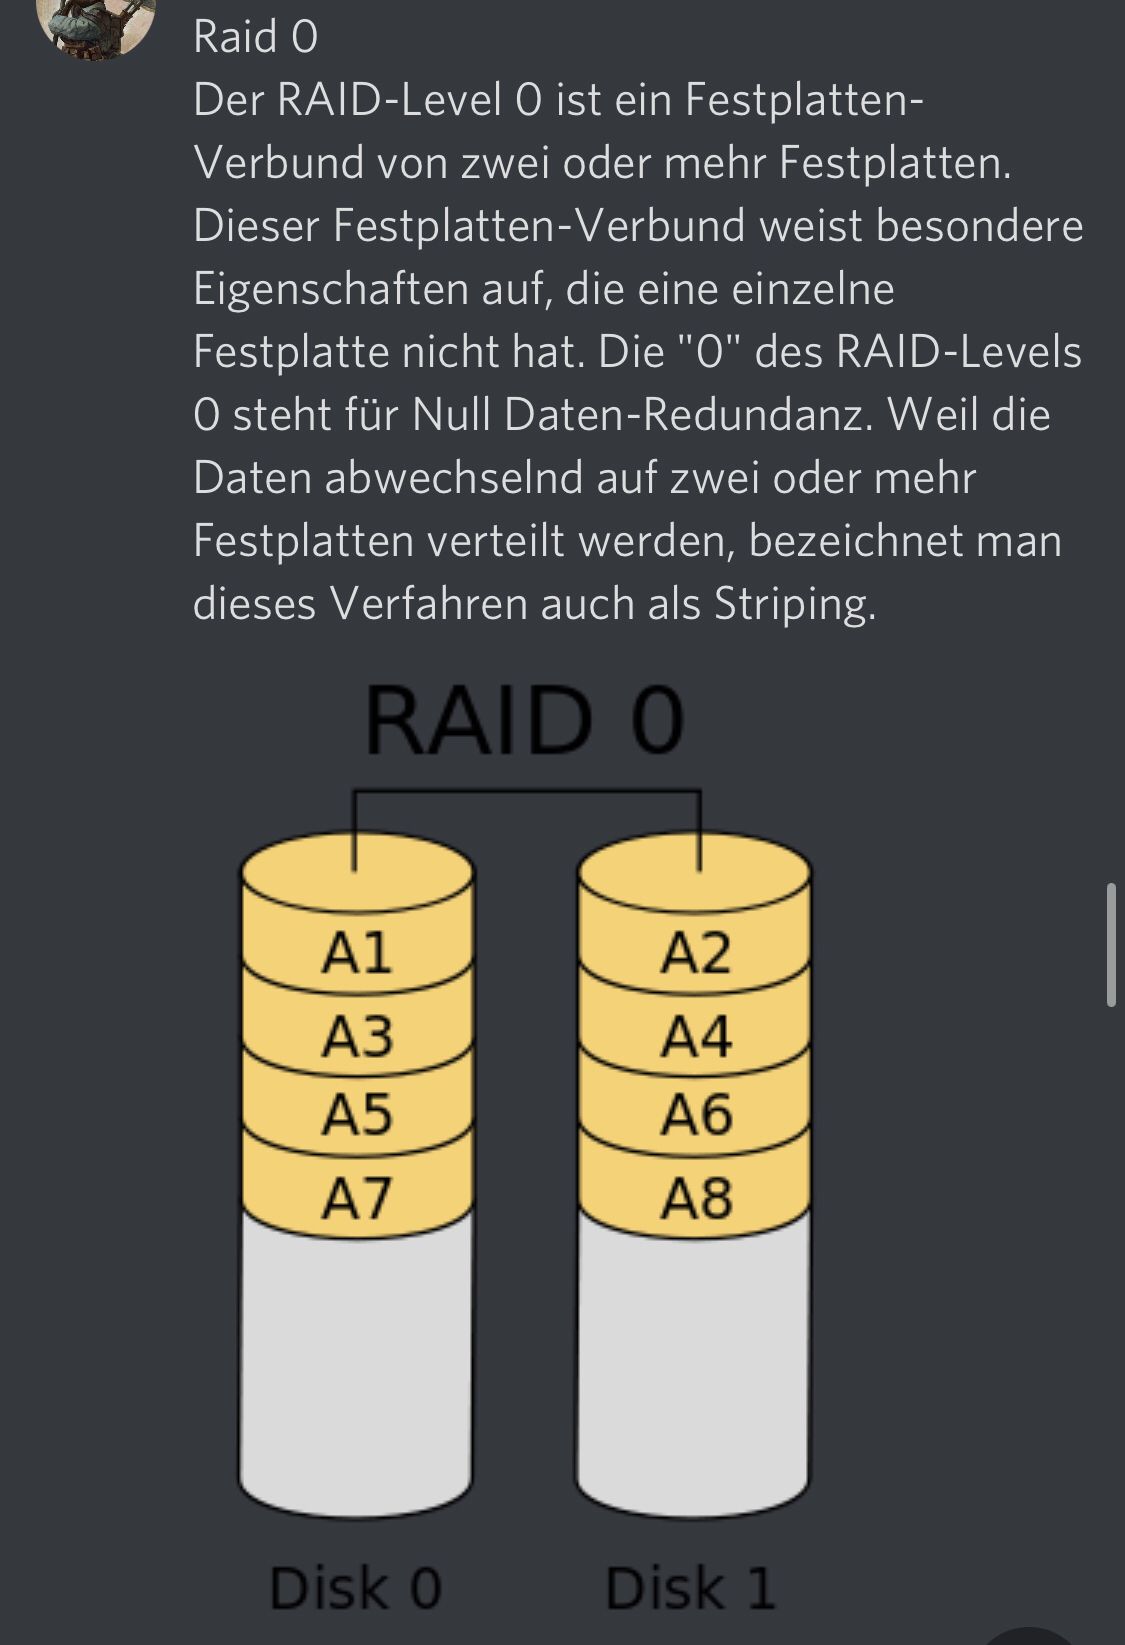 Raid 0
Der RAID-Level 0 ist ein Festplatten-
Verbund von zwei oder mehr Festplatten.
Dieser Festplatten-Verbund weist besondere
Eigenschaften auf, die eine einzelne
Festplatte nicht hat. Die "0" des RAID-Levels
0 steht für Null Daten-Redundanz. Weil die
Daten abwechselnd auf zwei oder mehr
Festplatten verteilt werden, bezeichnet man
dieses Verfahren auch als Striping.
RAID 0
A1
A2
A3
A4
A5
A6
A7
A8
Disk 0
Disk 1